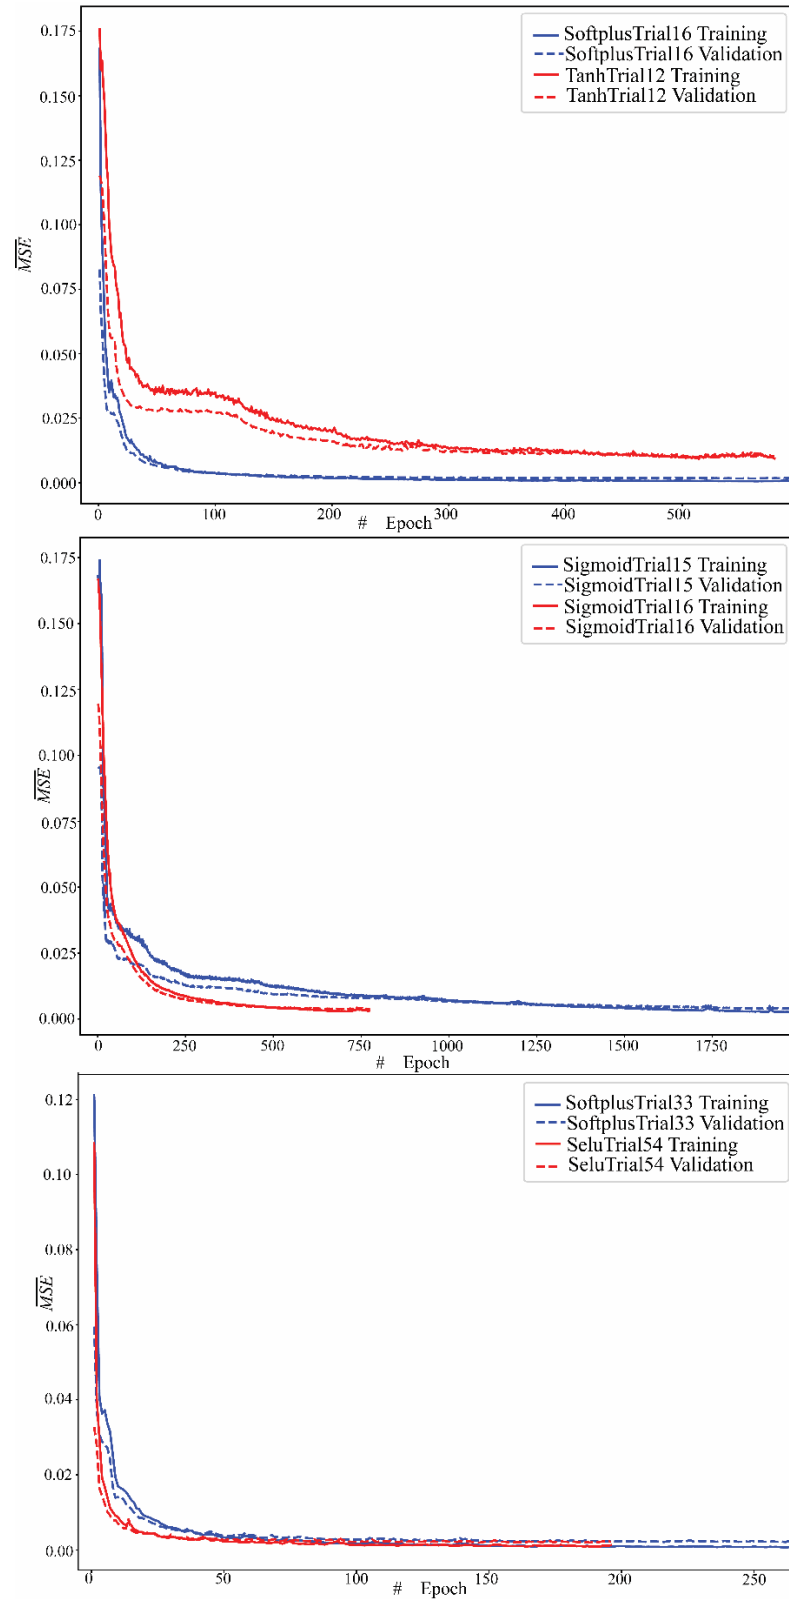 0.175
0.150
0.125
0.100
0.075
0.050
0.025
0.000
MSE
SoftplusTrial16 Training
SoftplusTrial16 Validation
TanhTrial12 Training
TanhTrial12 Validation
0 100 200 300 400 500
# Epoch
0.175
0.150
0.125
0.100
0.075
0.050
0.025
0.000
MSE
SigmoidTrial15 Training
SigmoidTrial15 Validation
SigmoidTrial16 Training
SigmoidTrial16 Validation
0 250 500 750 1000 1250 1500 1750
# Epoch
0.12
0.10
0.08
0.06
0.04
0.02
0.00
MSE
SoftplusTrial33 Training
SoftplusTrial33 Validation
SeluTrial54 Training
SeluTrial54 Validation
0 50 100 150 200 250
# Epoch